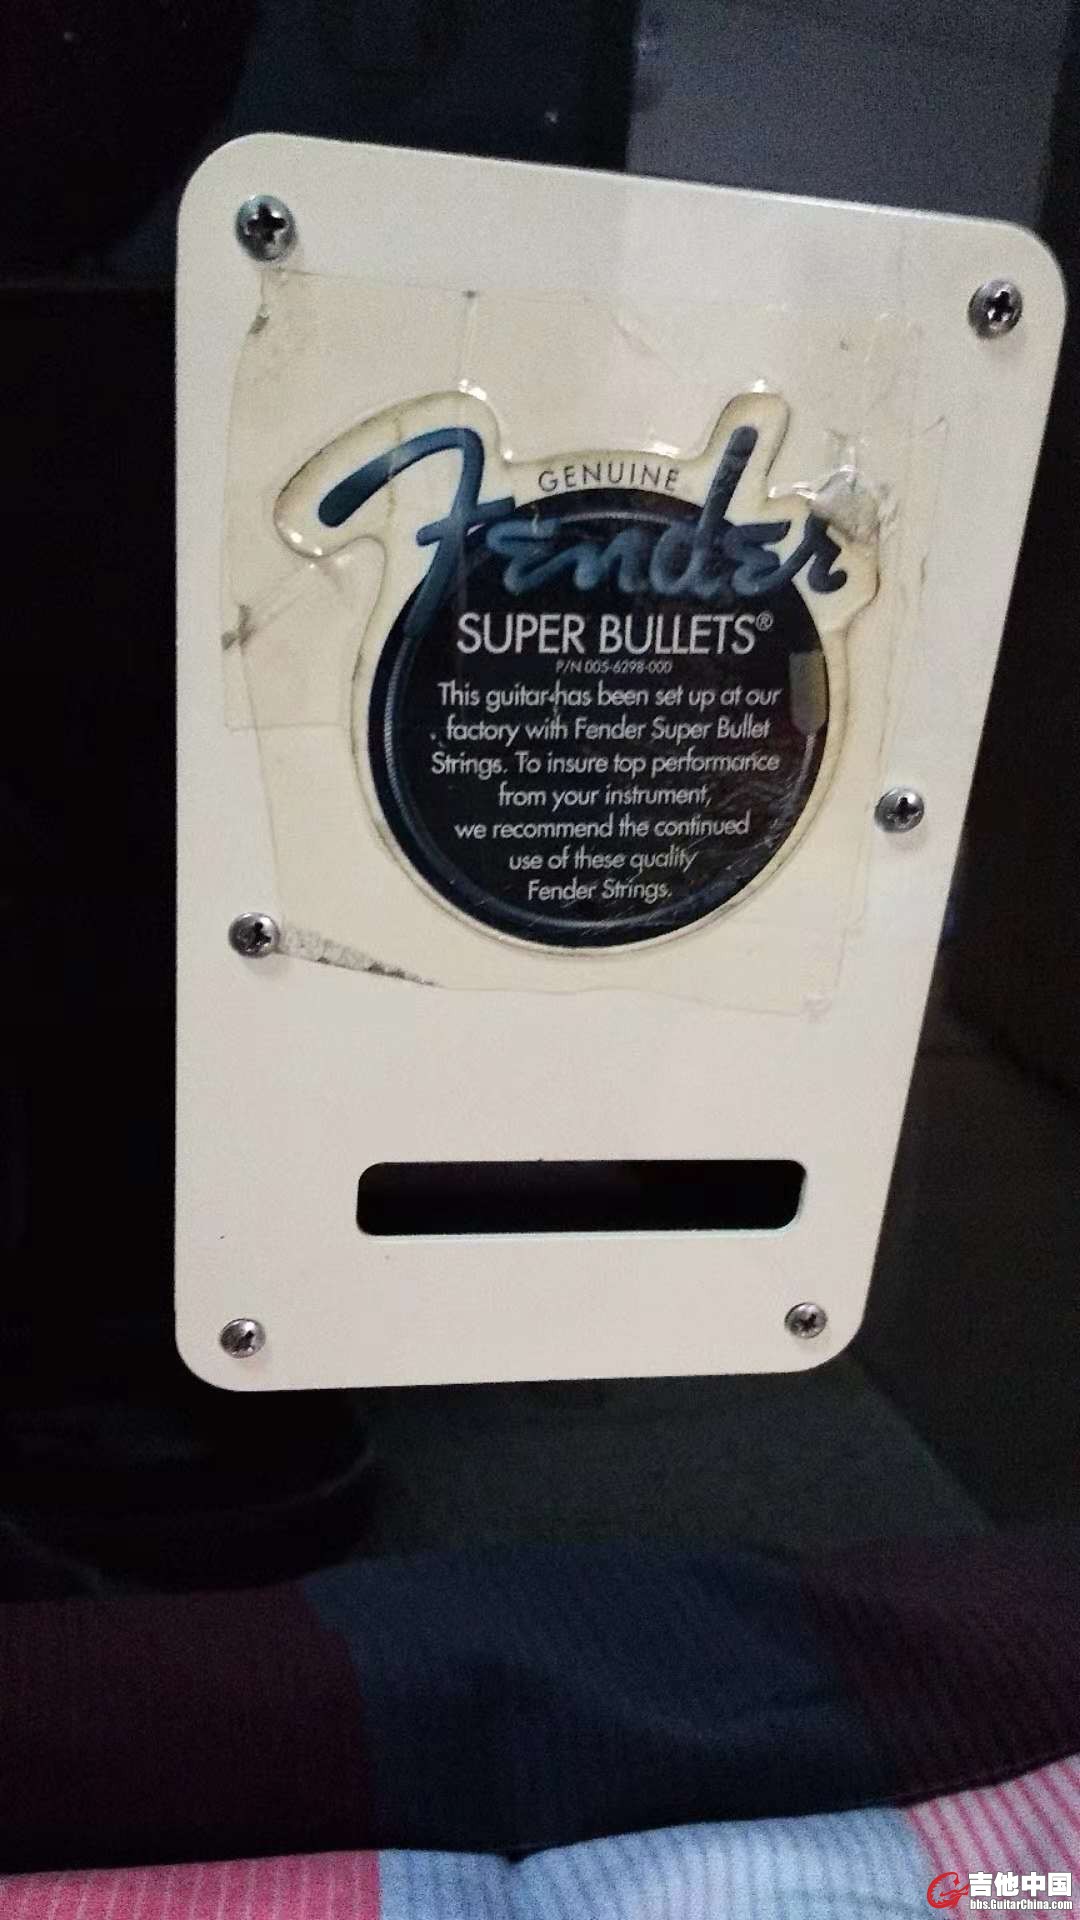 GENUINE
Fender
SUPER BULLETS®
P/N 005-6298-000
This guitar has been set up at our
factory with Fender Super Bullet
Strings. To insure top performance
from your instrument,
we recommend the continued
use of these quality
Fender Strings.
吉他中国
bbs.GuitarChina.com